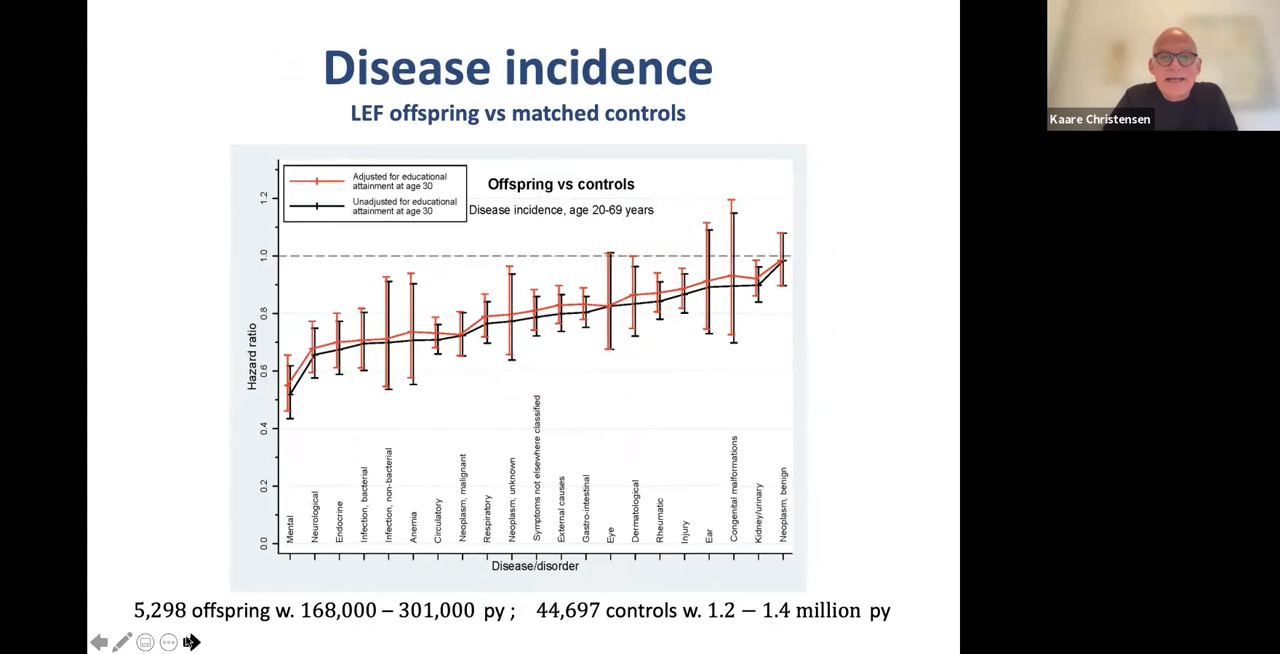 Disease incidence
LEF offspring vs matched controls
Adjusted for educational
attainment at age 30
Unadjusted for educational
attainment at age 30
Offspring vs controls
Disease incidence, age 20-69 years
Hazard ratio
1.2
1.0
0.8
0.6
0.4
0.2
0.0
Mental
Neurological
Endocrine
Infection, bacterial
Infection, non-bacterial
Anemia
Circulatory
Neoplasm, malignant
Respiratory
Neoplasm, unknown
Symptoms not elsewhere classified
External causes
Gastro-intestinal
Eye
Dermatological
Rheumatic
Injury
Ear
Congenital malformations
Kidney/urinary
Neoplasm, benign
Disease/disorder
5,298 offspring w. 168,000 – 301,000 py ; 44,697 controls w. 1.2 − 1.4 million py
Kaare Christensen